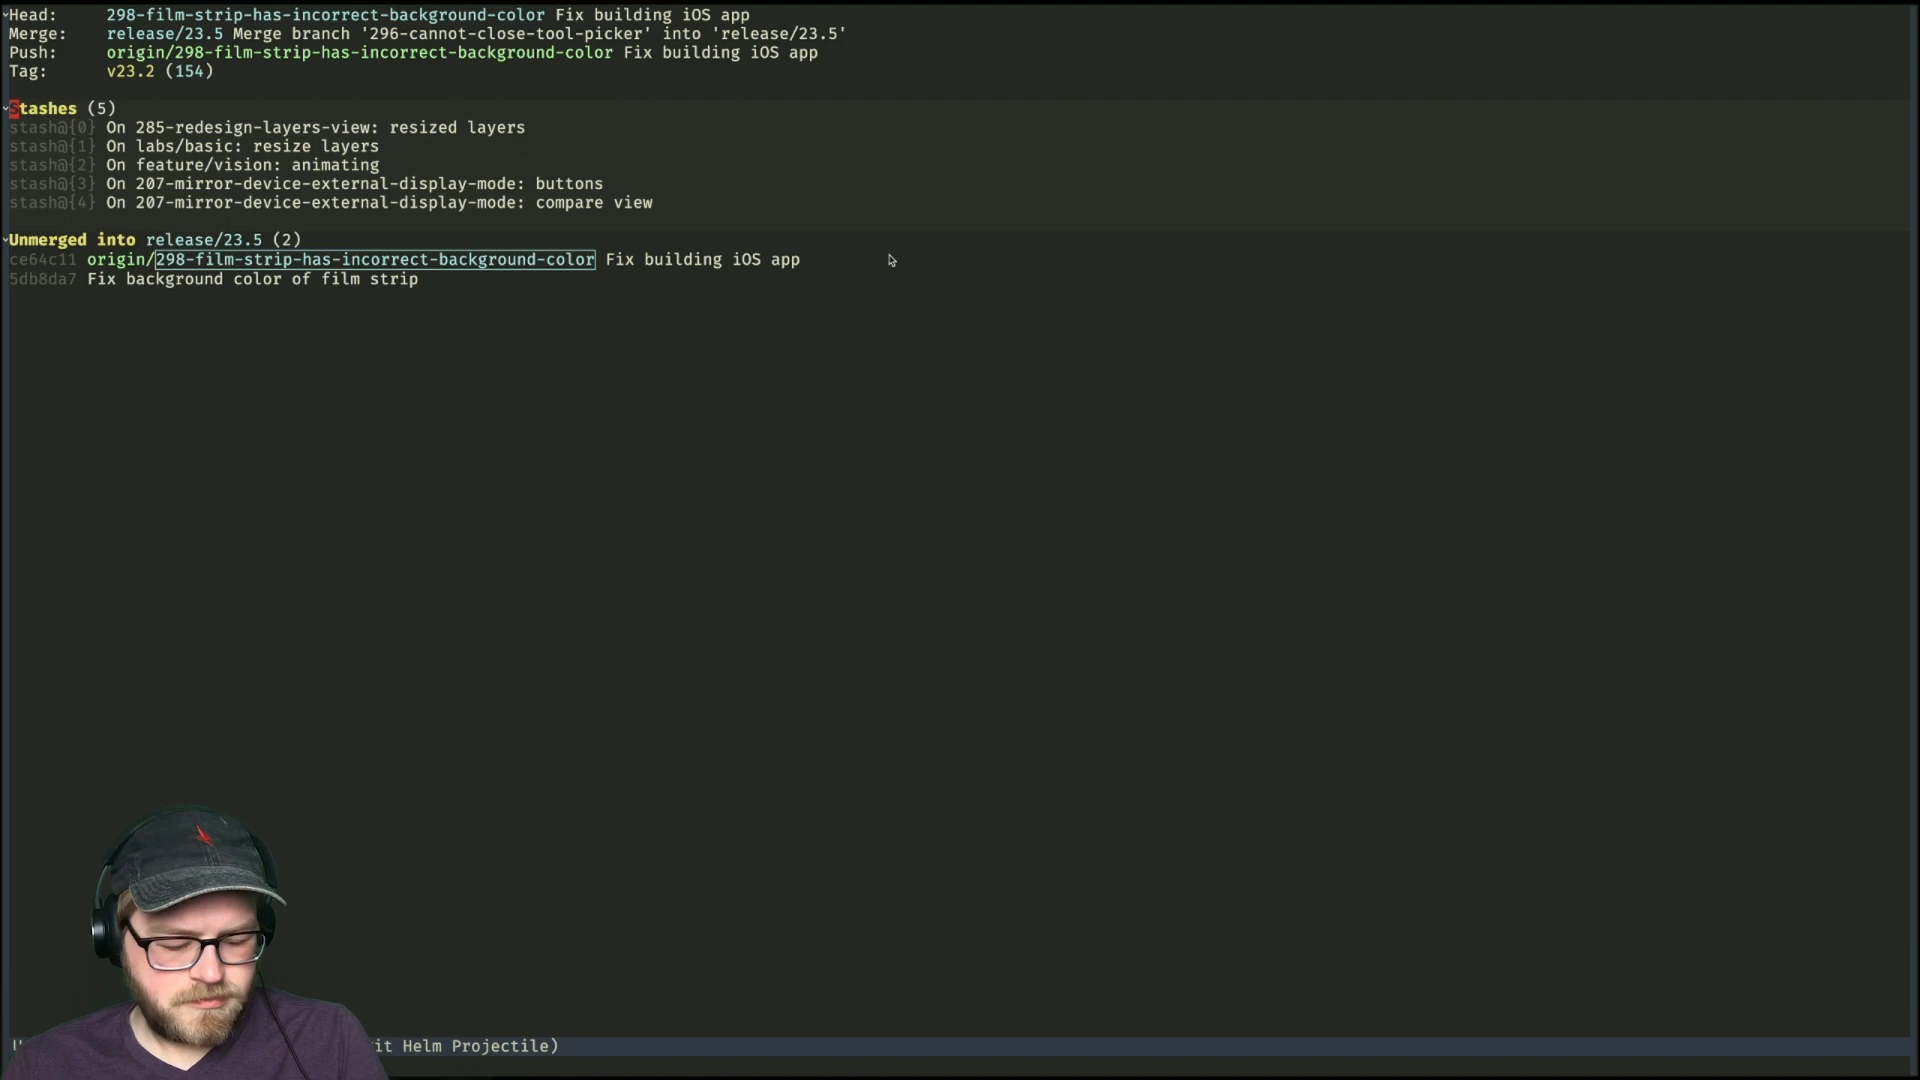 Head: 298-film-strip-has-incorrect-background-color Fix building iOS app
Merge: release/23.5 Merge branch '296-cannot-close-tool-picker' into 'release/23.5'
Push: origin/298-film-strip-has-incorrect-background-color Fix building iOS app
Tag: v23.2 (154)
Stashes (5)
stash@{0} On 285-redesign-layers-view: resized layers
stash@{1} On labs/basic: resize layers
stash@{2} On feature/vision: animating
stash@{3} On 207-mirror-device-external-display-mode: buttons
stash@{4} On 207-mirror-device-external-display-mode: compare view
Unmerged into release/23.5 (2)
ce64c11 origin/298-film-strip-has-incorrect-background-color Fix building iOS app
5db8da7 Fix background color of film strip
it Helm Projectile)